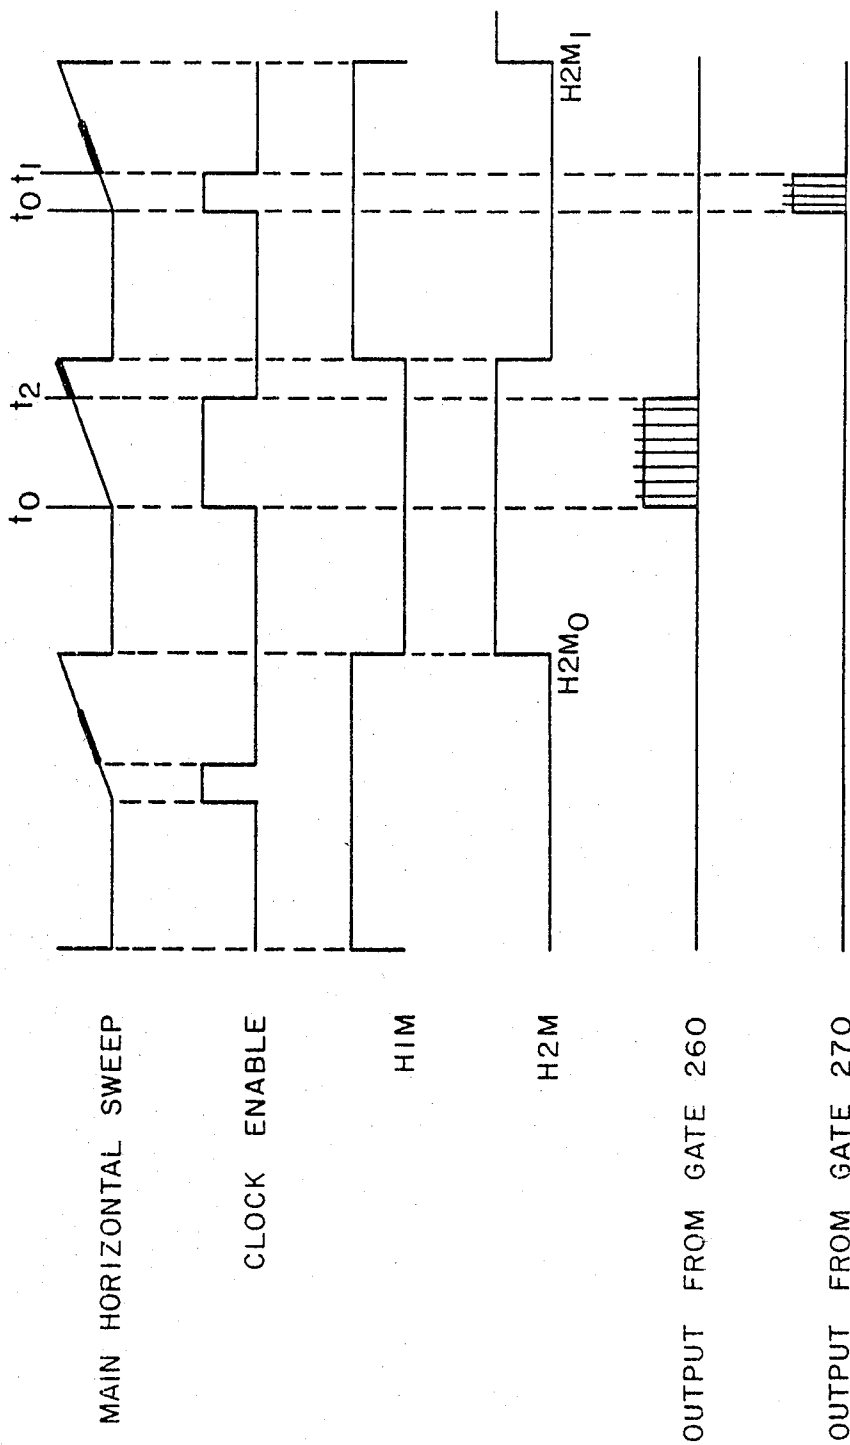 t0 t2 t0 t1
MAIN HORIZONTAL SWEEP
CLOCK ENABLE
H1M
H2M
H2M0
H2M1
OUTPUT FROM GATE 260
OUTPUT FROM GATE 270